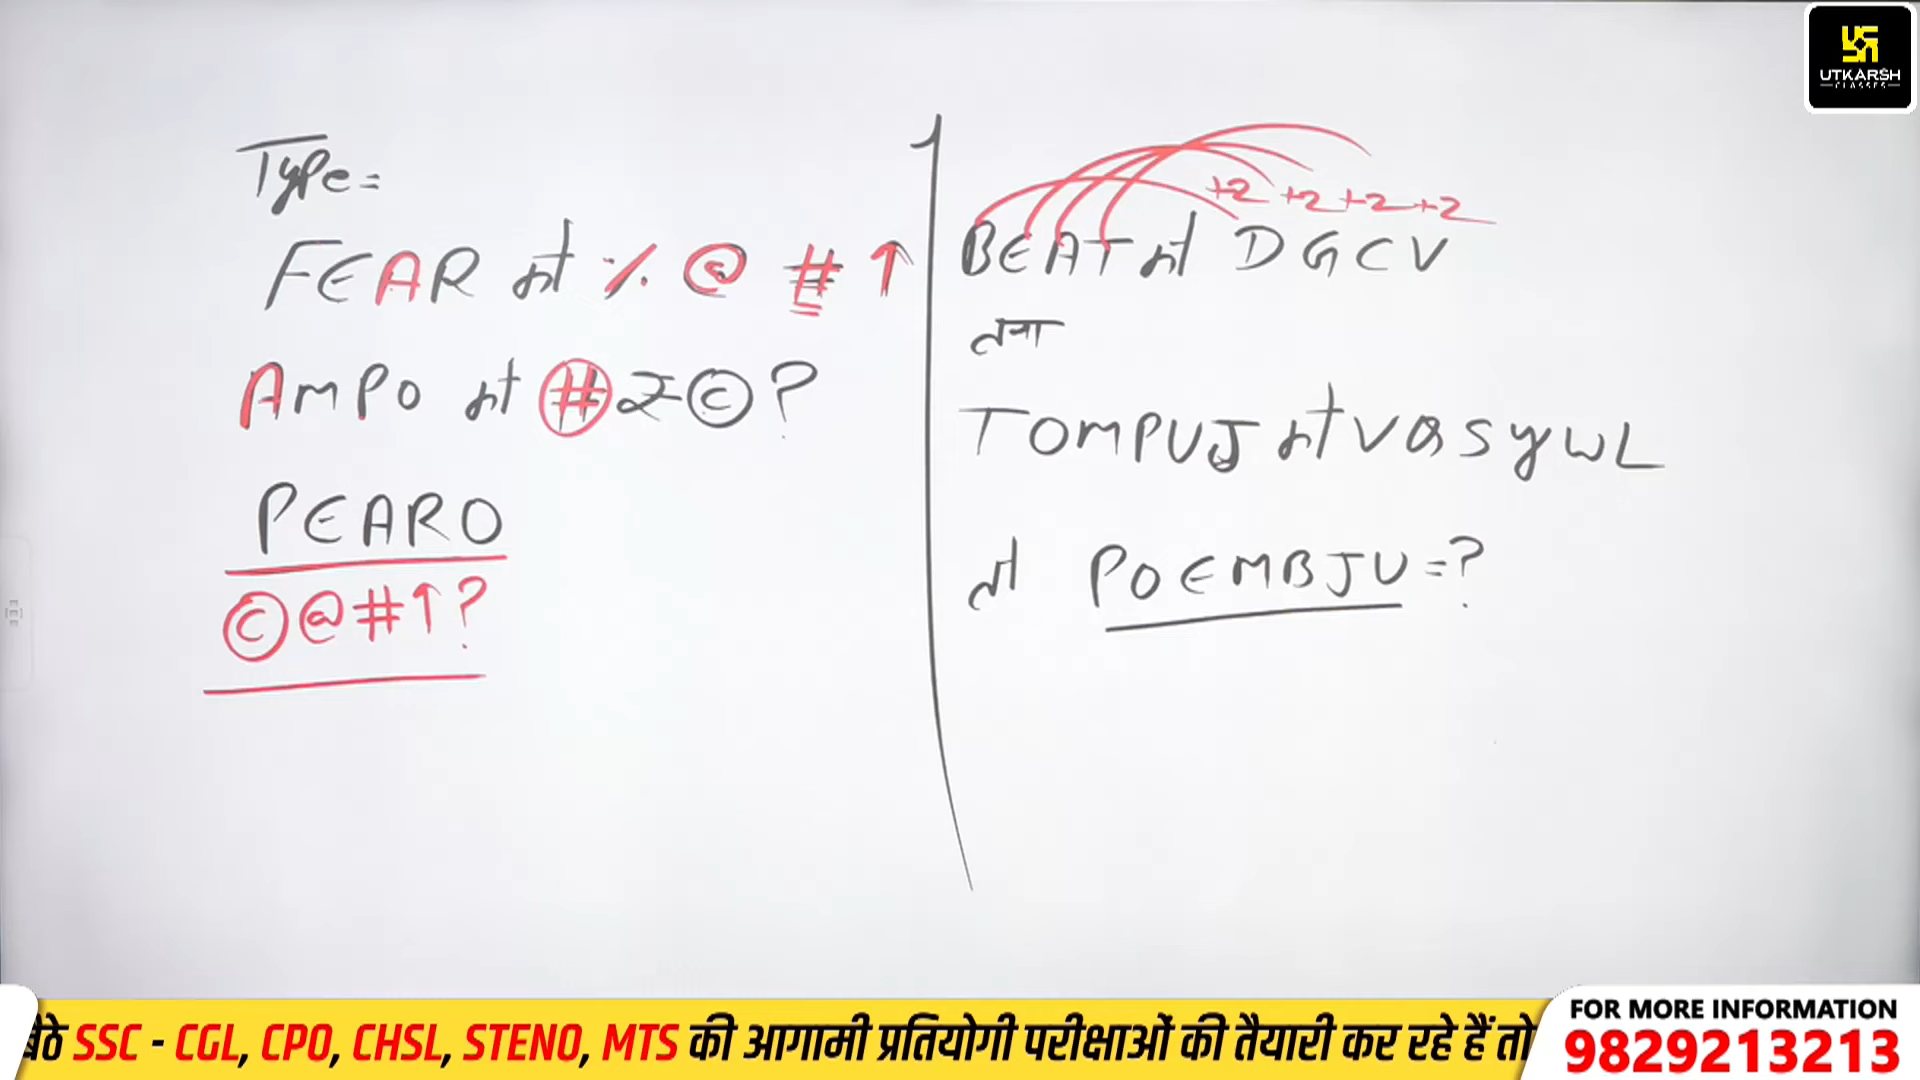 UTKARSH
CLASSES
Type=
FEAR को % @ # ↑
AMPO को # ₹ © ?
PEARO
© @ # ↑ ?
+2 +2 +2 +2
BEAT को DGCV
तथा
TOMPUJ को VQSYWL
तो POEMBJU = ?
बैठे SSC - CGL, CPO, CHSL, STENO, MTS की आगामी प्रतियोगी परीक्षाओं की तैयारी कर रहे हैं तो
FOR MORE INFORMATION
9829213213